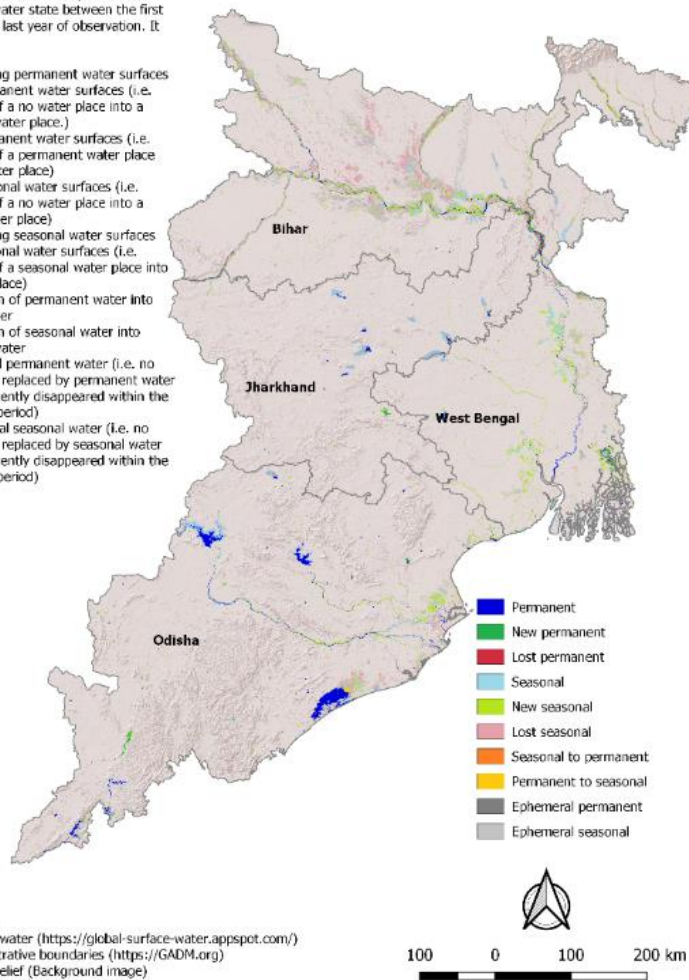 ater state between the first
last year of observation. It
ng permanent water surfaces
anent water surfaces (i.e.
f a no water place into a
ater place.)
anent water surfaces (i.e.
f a permanent water place
er place)
onal water surfaces (i.e.
f a no water place into a
er place)
ng seasonal water surfaces
onal water surfaces (i.e.
f a seasonal water place into
lace)
n of permanent water into
er
n of seasonal water into
ater
l permanent water (i.e. no
replaced by permanent water
ently disappeared within the
period)
al seasonal water (i.e. no
replaced by seasonal water
ently disappeared within the
period)
Bihar
Jharkhand
West Bengal
Odisha
Permanent
New permanent
Lost permanent
Seasonal
New seasonal
Lost seasonal
Seasonal to permanent
Permanent to seasonal
Ephemeral permanent
Ephemeral seasonal
water (https://global-surface-water.appspot.com/)
trative boundaries (https://GADM.org)
elief (Background image)
100 0 100 200 km